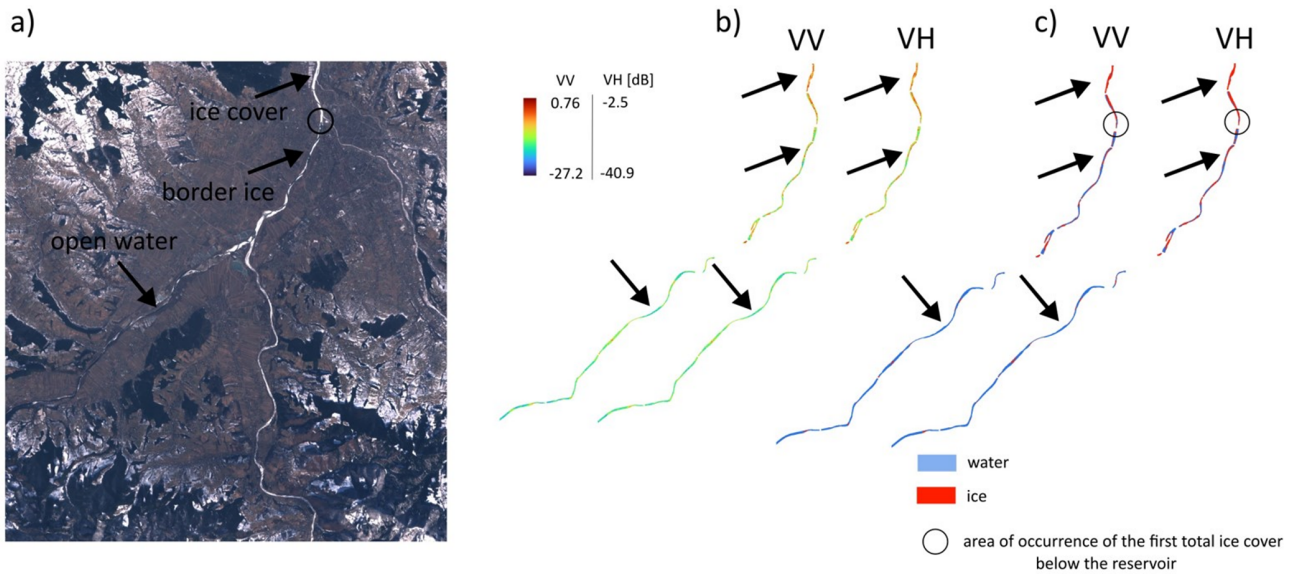 a)
ice cover
border ice
open water
b)
VV VH
VV VH [dB]
0.76 -2.5
-27.2 -40.9
c)
VV VH
water
ice
area of occurrence of the first total ice cover
below the reservoir